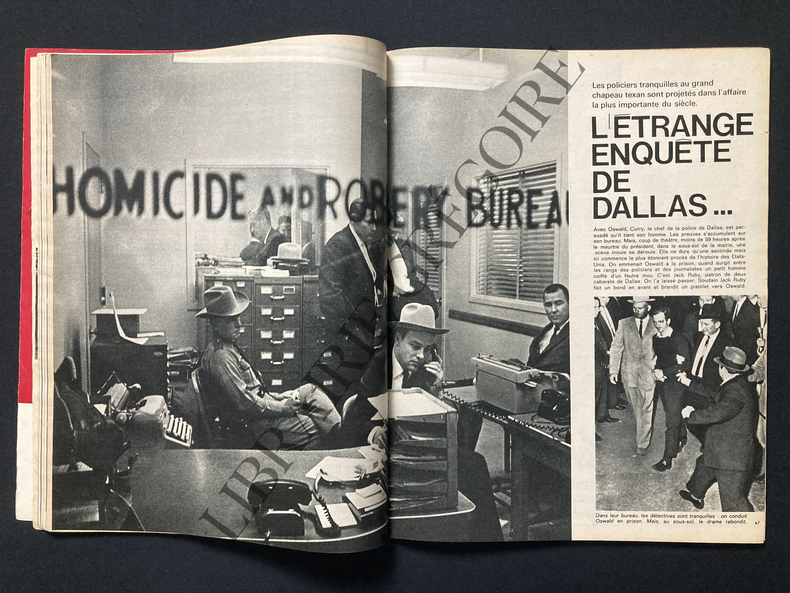 HOMICIDE AND ROBBERY BUREAU
Les policiers tranquilles au grand
chapeau texan sont projetés dans l'affaire
la plus importante du siècle.
L'ÉTRANGE
ENQUÊTE
DE
DALLAS...
Avec Oswald, Curry, le chef de la police de Dallas, est per-
suadé qu'il tient son homme. Les preuves s'accumulent sur
son bureau. Mais, coup de théâtre, moins de 59 heures après
le meurtre du président, dans le sous-sol de la mairie, une
scène inouïe se déroule. Elle ne dura qu'une seconde mais
ici commence le plus étonnant procès de l'histoire des Etats-
Unis. On emmenait Oswald à la prison, quand surgit entre
les rangs des policiers et des journalistes un petit homme
coiffé d'un feutre mou. C'est Jack Ruby, patron de deux
cabarets de Dallas. On l'a laissé passer. Soudain Jack Ruby
fait un bond en avant et brandit un pistolet vers Oswald.
Dans leur bureau, les détectives sont tranquilles : on conduit
Oswald en prison. Mais, au sous-sol, le drame rebondit.
LIBRAIRIE GREGOIRE